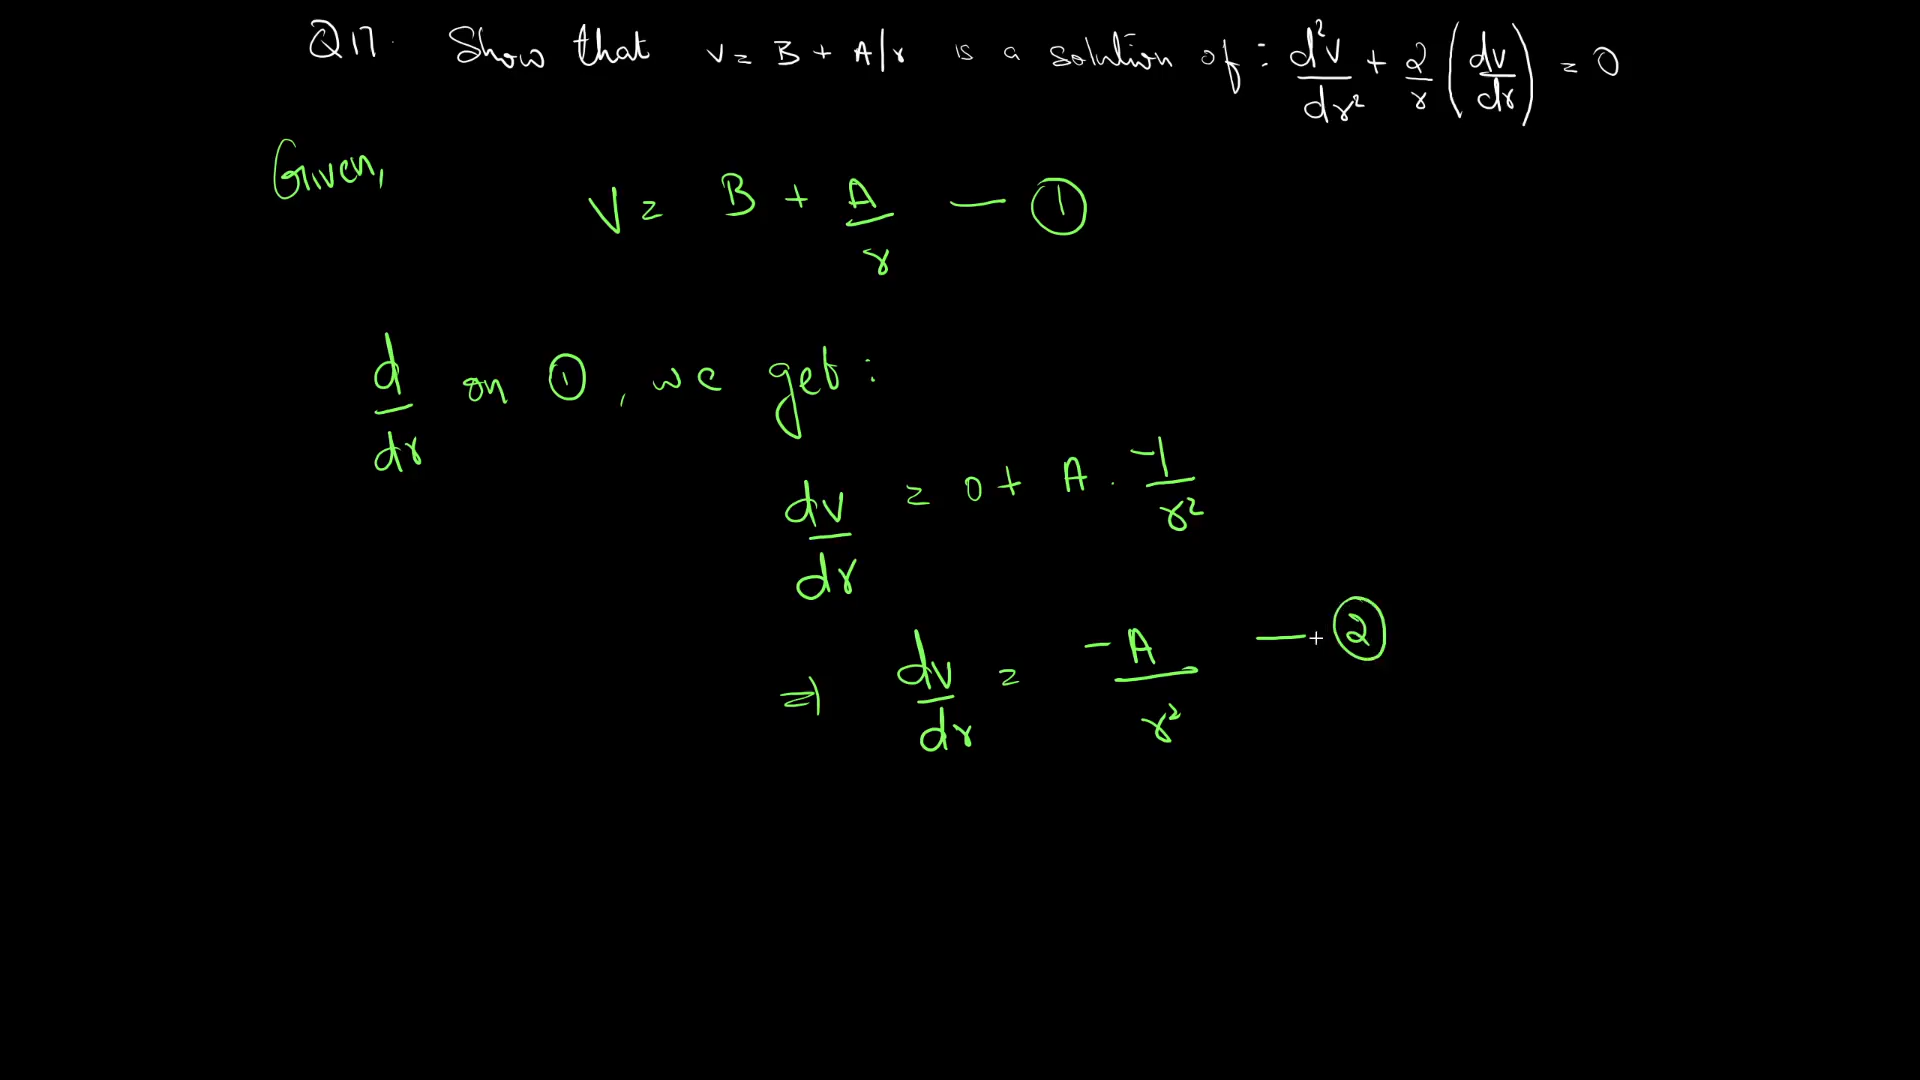 Q17. Show that v = B + A/r is a solution of : d²v/dr² + 2/r (dv/dr) = 0
Given,
V = B + A/r — ①
d/dr on ①, we get :
dv/dr = 0 + A . -1/r²
⇒ dv/dr = -A/r² — ②